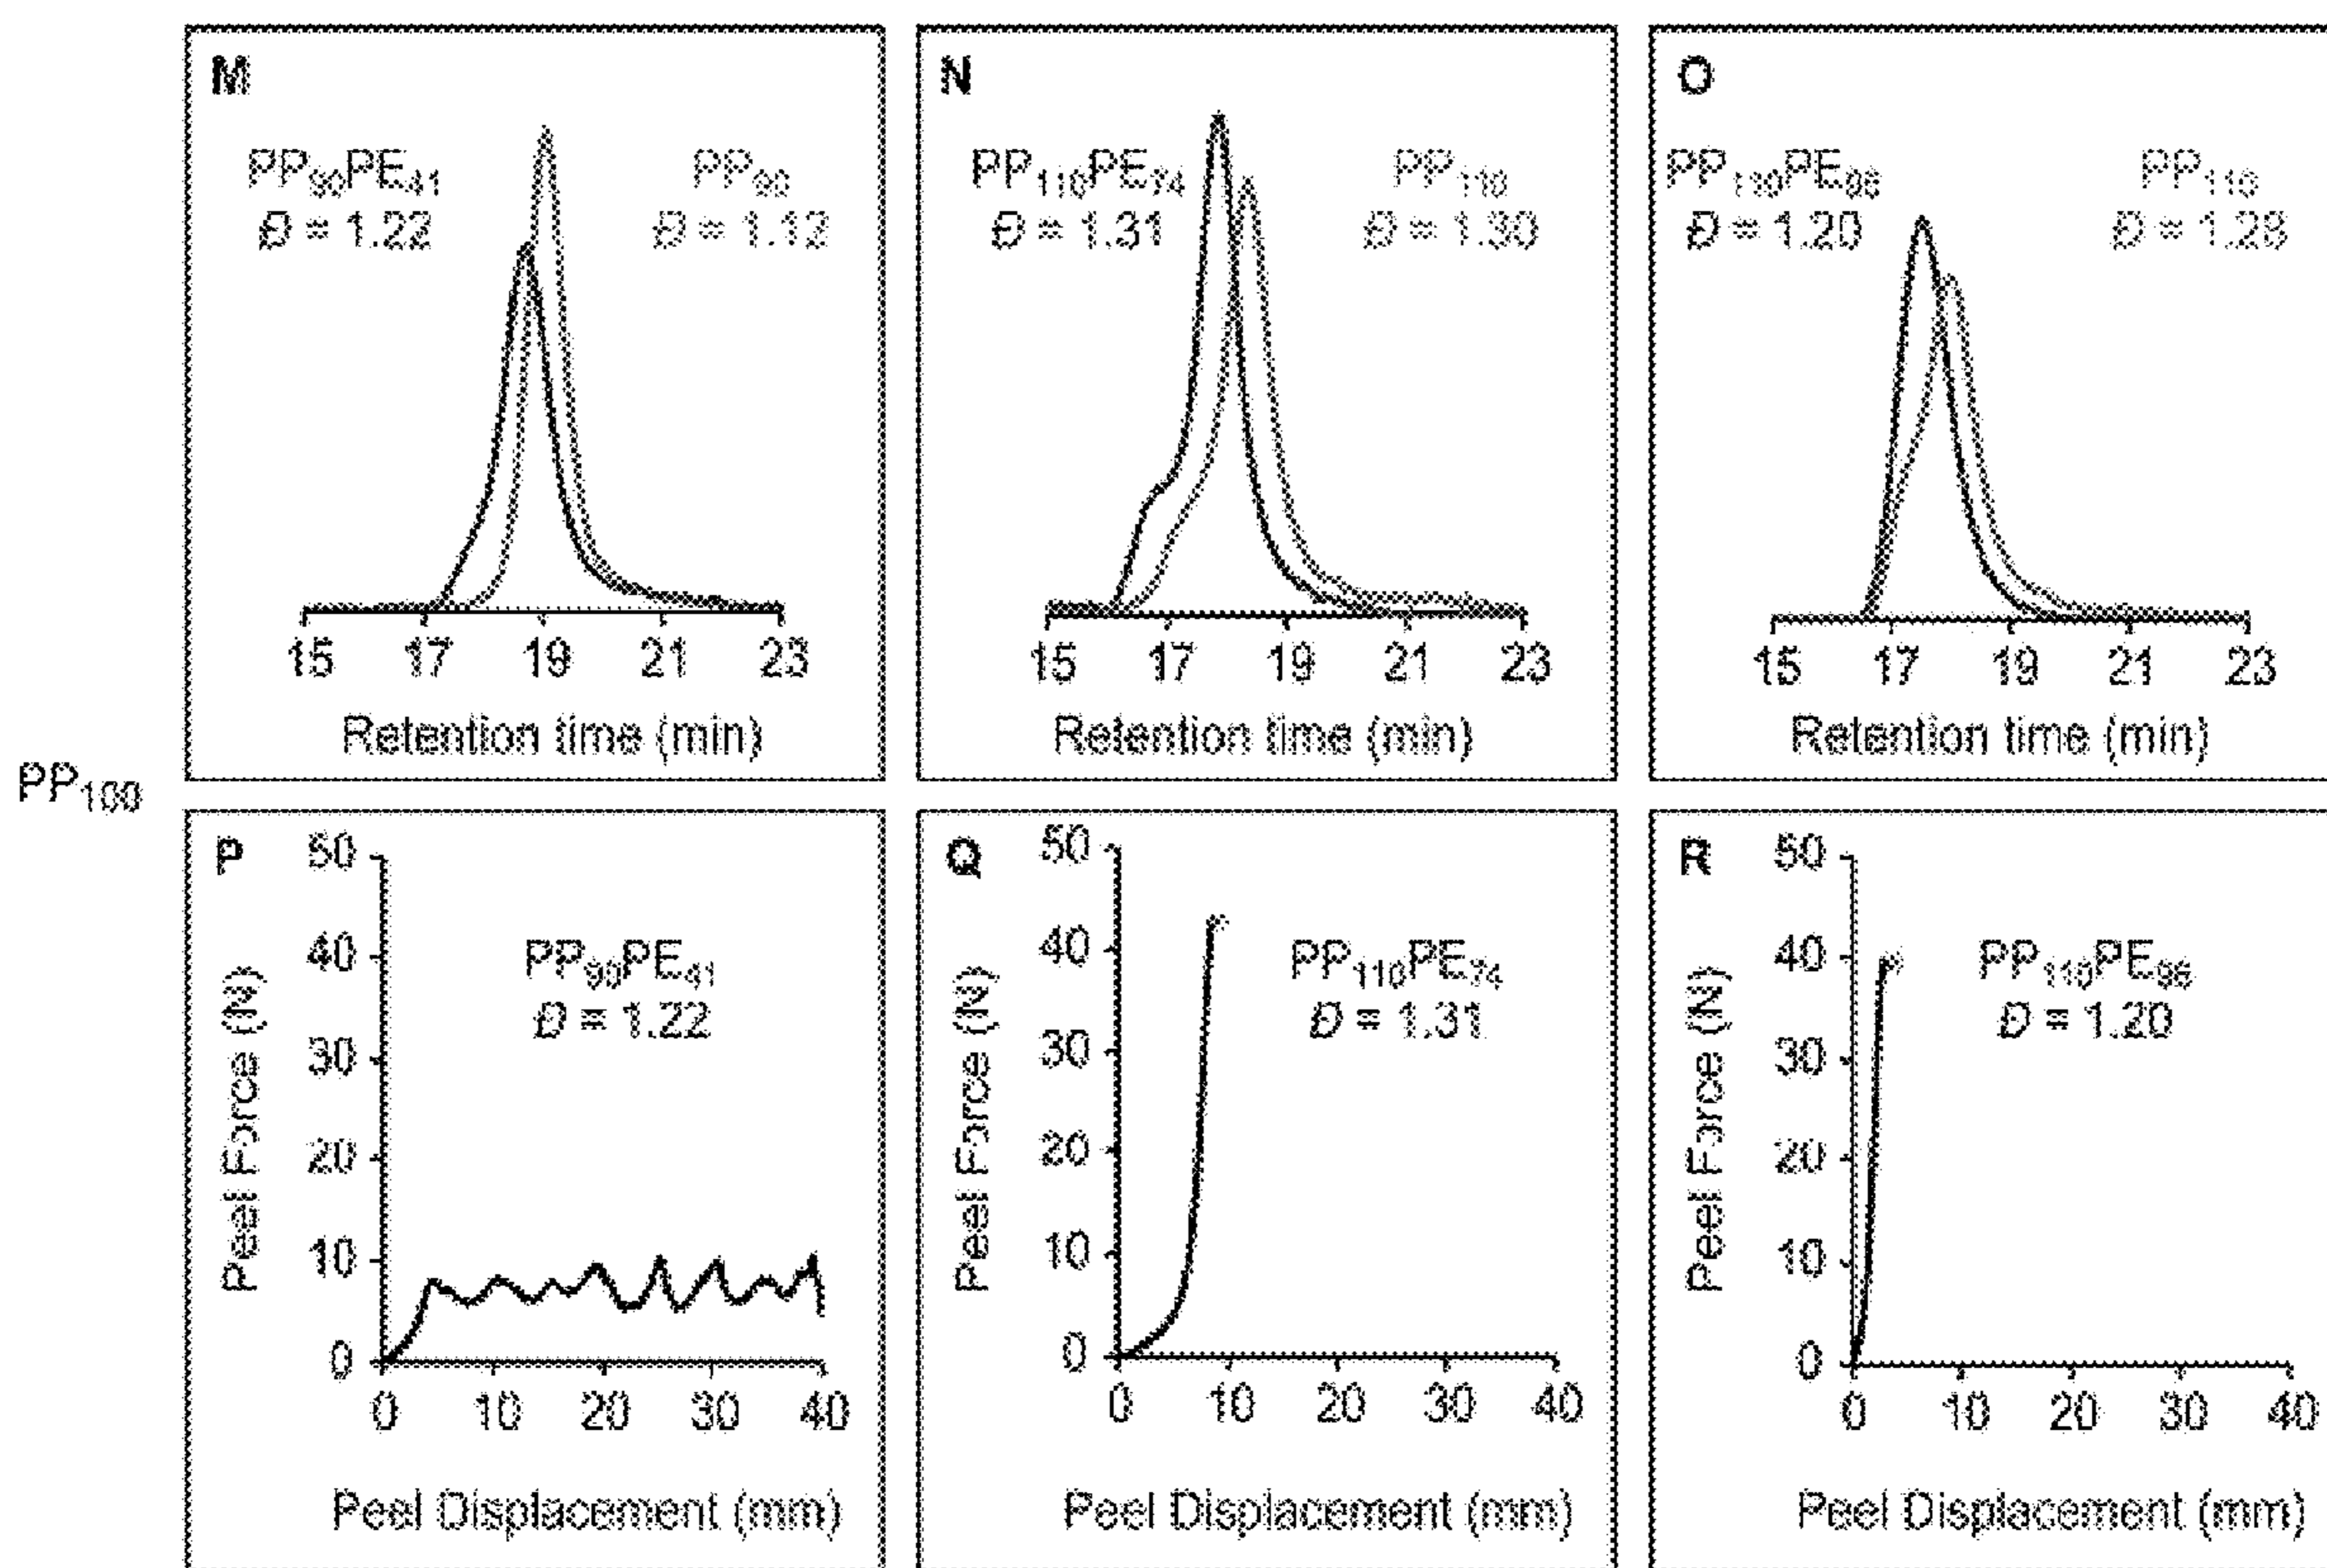 M
PP90PE41
Đ = 1.22
PP90
Đ = 1.12
15 17 19 21 23
Retention time (min)
N
PP110PE74
Đ = 1.31
PP110
Đ = 1.30
15 17 19 21 23
Retention time (min)
O
PP110PE96
Đ = 1.20
PP110
Đ = 1.28
15 17 19 21 23
Retention time (min)
PP100
P
50
40
30
20
10
0
Peel Force (N)
PP90PE41
Đ = 1.22
0 10 20 30 40
Peel Displacement (mm)
Q
50
40
30
20
10
0
Peel Force (N)
PP110PE74
Đ = 1.31
0 10 20 30 40
Peel Displacement (mm)
R
50
40
30
20
10
0
Peel Force (N)
PP110PE96
Đ = 1.20
0 10 20 30 40
Peel Displacement (mm)